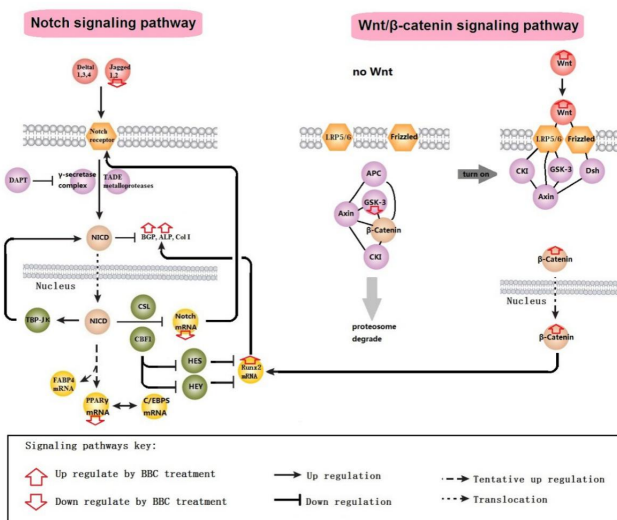 Notch signaling pathway
Wnt/β-catenin signaling pathway
Deltal
1,3,4
Jagged
1,2
Notch
receptor
DAPT
γ-secretase
complex
TADE
metalloproteases
NICD
BGP, ALP, Col I
Nucleus
TBP-JK
NICD
CSL
CBF1
Notch
mRNA
HES
HEY
Runx2
mRNA
FABP4
mRNA
PPARγ
mRNA
C/EBPS
mRNA
no Wnt
LRP5/6
Frizzled
APC
GSK-3
Axin
β-Catenin
CKI
proteosome
degrade
turn on
Wnt
Wnt
LRP5/6
Frizzled
CKI
GSK-3
Dsh
Axin
β-Catenin
Nucleus
β-Catenin
Signaling pathways key:
Up regulate by BBC treatment
Up regulation
Tentative up regulation
Down regulate by BBC treatment
Down regulation
Translocation